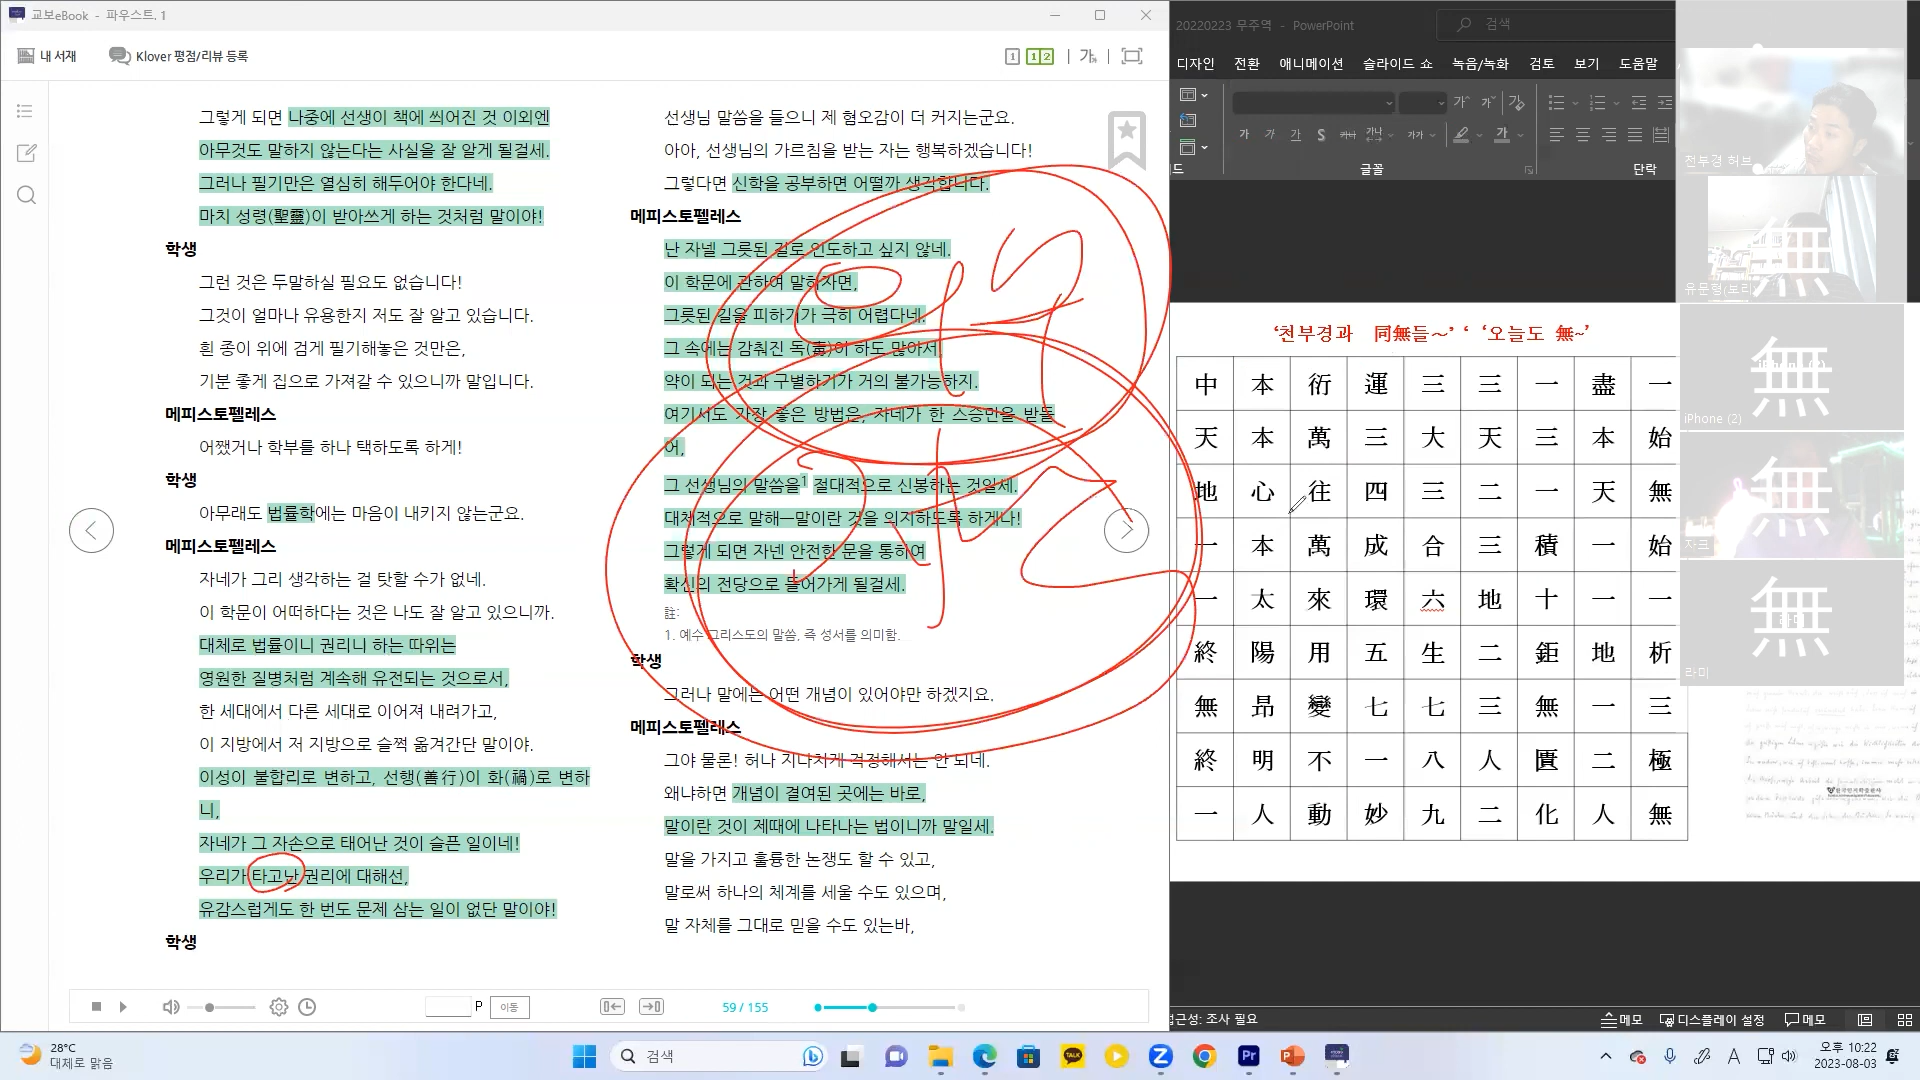 교보eBook - 파우스트. 1
내 서재
Klover 평점/리뷰 등록
그렇게 되면 나중에 선생이 책에 씌어진 것 이외엔
아무것도 말하지 않는다는 사실을 잘 알게 될걸세.
그러나 필기만은 열심히 해두어야 한다네.
마치 성령(聖靈)이 받아쓰게 하는 것처럼 말이야!
학생
그런 것은 두말하실 필요도 없습니다!
그것이 얼마나 유용한지 저도 잘 알고 있습니다.
흰 종이 위에 검게 필기해놓은 것만은,
기분 좋게 집으로 가져갈 수 있으니까 말입니다.
메피스토펠레스
어쨌거나 학부를 하나 택하도록 하게!
학생
아무래도 법률학에는 마음이 내키지 않는군요.
메피스토펠레스
자네가 그리 생각하는 걸 탓할 수가 없네.
이 학문이 어떠하다는 것은 나도 잘 알고 있으니까.
대체로 법률이니 권리니 하는 따위는
영원한 질병처럼 계속해 유전되는 것으로서,
한 세대에서 다른 세대로 이어져 내려가고,
이 지방에서 저 지방으로 슬쩍 옮겨간단 말이야.
이성이 불합리로 변하고, 선행(善行)이 화(禍)로 변하
니,
자네가 그 자손으로 태어난 것이 슬픈 일이네!
우리가 타고난 권리에 대해선,
유감스럽게도 한 번도 문제 삼는 일이 없단 말이야!
학생
선생님 말씀을 들으니 제 혐오감이 더 커지는군요.
아아, 선생님의 가르침을 받는 자는 행복하겠습니다!
그렇다면 신학을 공부하면 어떨까 생각합니다.
메피스토펠레스
난 자넬 그릇된 길로 인도하고 싶지 않네.
이 학문에 관하여 말하자면,
그릇된 길을 피하기가 극히 어렵다네.
그 속에는 감춰진 독(毒)이 하도 많아서,
약이 되는 것과 구별하기가 거의 불가능하지.
여기서도 가장 좋은 방법은, 자네가 한 스승만을 받들
어,
그 선생님의 말씀을1 절대적으로 신봉하는 것일세.
대체적으로 말해—말이란 것을 의지하도록 하게나!
그렇게 되면 자넨 안전한 문을 통하여
확신의 전당으로 들어가게 될걸세.
註:
1. 예수 그리스도의 말씀, 즉 성서를 의미함.
학생
그러나 말에는 어떤 개념이 있어야만 하겠지요.
메피스토펠레스
그야 물론! 허나 지나치게 걱정해서는 안 되네.
왜냐하면 개념이 결여된 곳에는 바로,
말이란 것이 제때에 나타나는 법이니까 말일세.
말을 가지고 훌륭한 논쟁도 할 수 있고,
말로써 하나의 체계를 세울 수도 있으며,
말 자체를 그대로 믿을 수도 있는바,
P 이동
59 / 155
20220223 무주역 - PowerPoint
검색
디자인 전환 애니메이션 슬라이드 쇼 녹음/녹화 검토 보기 도움말
글꼴
단락
‘천부경과 同無들～’ ‘ ‘오늘도 無~’
中 本 衍 運 三 三 一 盡 一
天 本 萬 三 大 天 三 本 始
地 心 往 四 三 二 一 天 無
一 本 萬 成 合 三 積 一 始
一 太 來 環 六 地 十 一 一
終 陽 用 五 生 二 鉅 地 析
無 昻 變 七 七 三 無 一 三
終 明 不 一 八 人 匱 二 極
一 人 動 妙 九 二 化 人 無
천부경 허브
無
無
iPhone (2)
無
자크
無
라미
접근성: 조사 필요
메모
디스플레이 설정
메모
28°C
대체로 맑음
검색
TALK
Pr
A
오후 10:22
2023-08-03